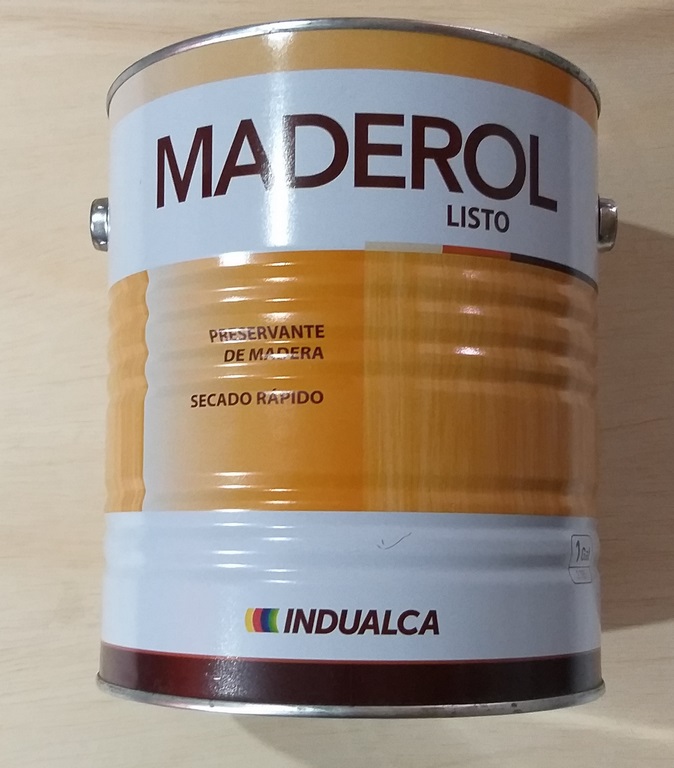 MADEROL
LISTO
PRESERVANTE
DE MADERA
SECADO RÁPIDO
1 Gal
INDUALCA